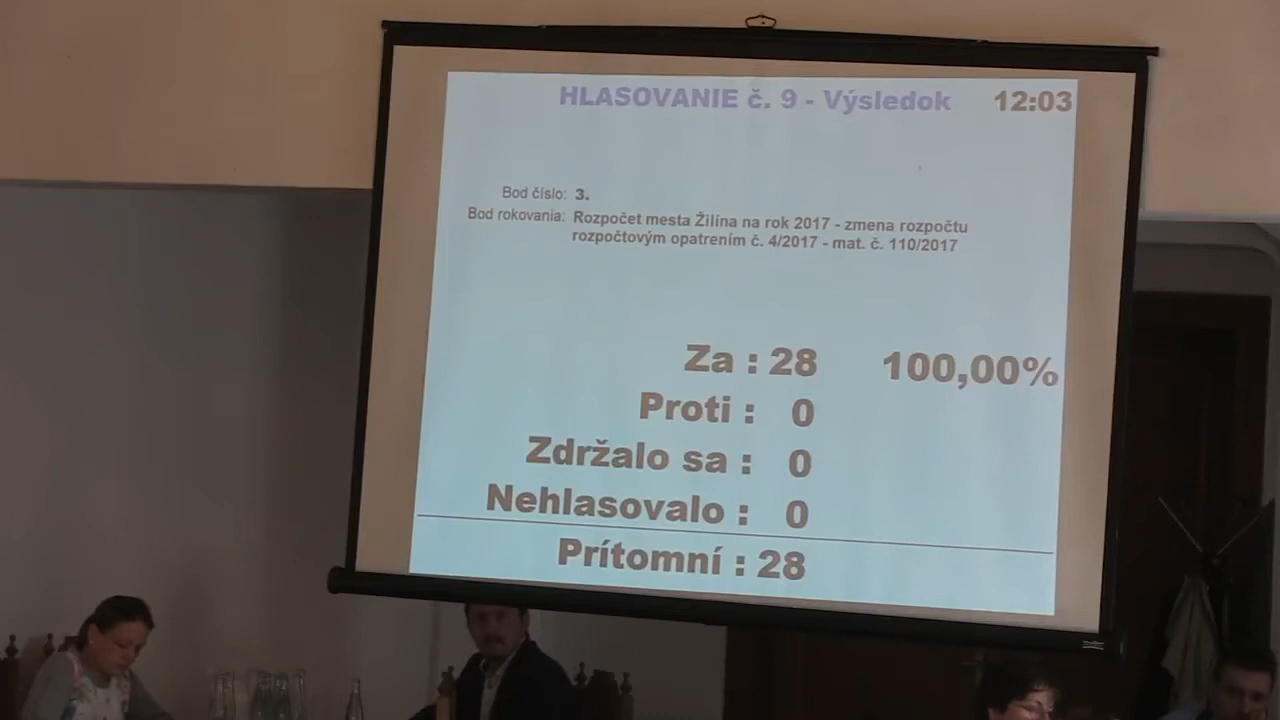 HLASOVANIE č. 9 - Výsledok 12:03
Bod číslo: 3.
Bod rokovania: Rozpočet mesta Žilina na rok 2017 - zmena rozpočtu
rozpočtovým opatrením č. 4/2017 - mat. č. 110/2017
Za : 28 100,00%
Proti : 0
Zdržalo sa : 0
Nehlasovalo : 0
Prítomní : 28